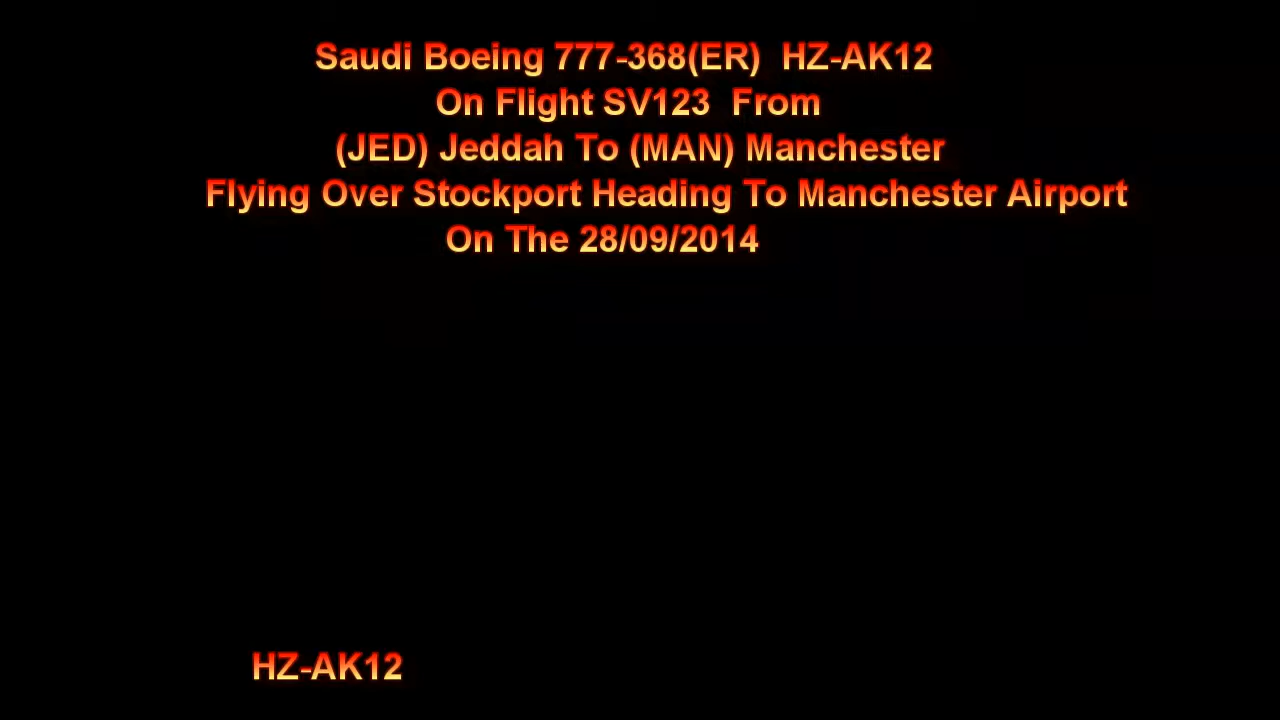 Saudi Boeing 777-368(ER) HZ-AK12
On Flight SV123 From
(JED) Jeddah To (MAN) Manchester
Flying Over Stockport Heading To Manchester Airport
On The 28/09/2014
HZ-AK12